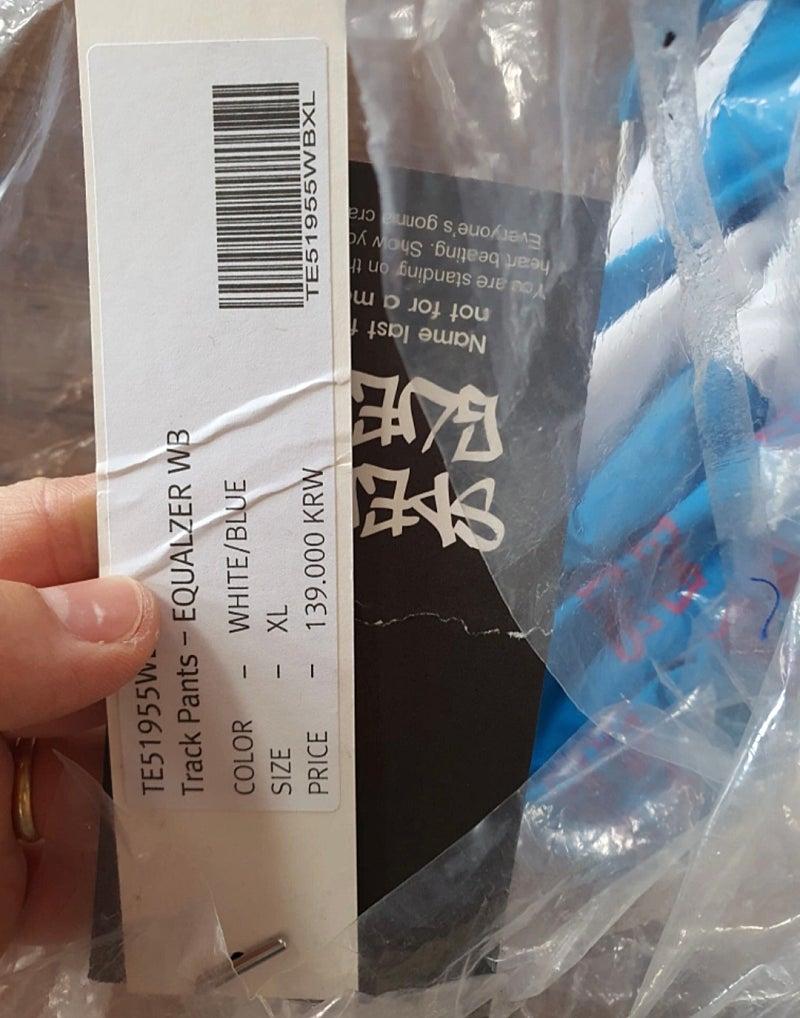 TE51955WBXL
TE51955W
Track Pants - EQUALZER WB
COLOR - WHITE/BLUE
SIZE - XL
PRICE - 139.000 KRW
Name last f
not for a mo
You are standing on th
heart beating. Show yo
Everyone's gonna cra